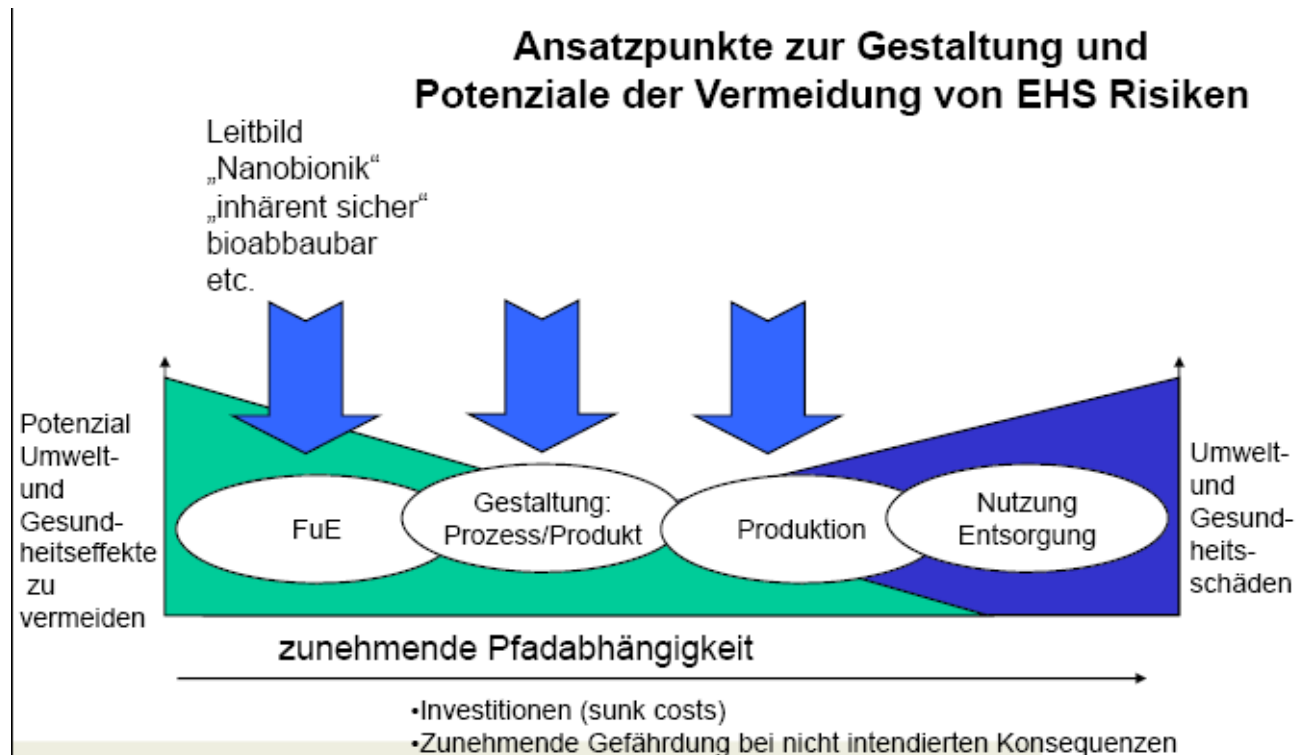 Ansatzpunkte zur Gestaltung und
Potenziale der Vermeidung von EHS Risiken
Leitbild
„Nanobionik“
„inhärent sicher“
bioabbaubar
etc.
Potenzial
Umwelt-
und
Gesund-
heitseffekte
zu
vermeiden
FuE
Gestaltung:
Prozess/Produkt
Produktion
Nutzung
Entsorgung
Umwelt-
und
Gesund-
heits-
schäden
zunehmende Pfadabhängigkeit
•Investitionen (sunk costs)
•Zunehmende Gefährdung bei nicht intendierten Konsequenzen